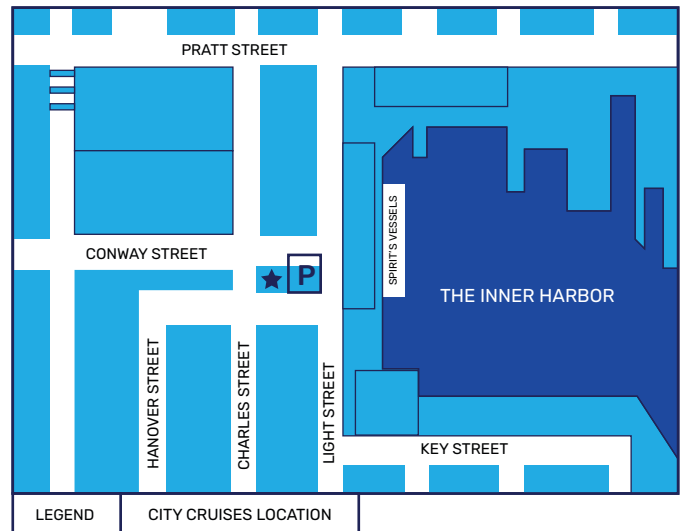 PRATT STREET
CONWAY STREET
P
SPIRIT'S VESSELS
THE INNER HARBOR
HANOVER STREET
CHARLES STREET
LIGHT STREET
KEY STREET
LEGEND
CITY CRUISES LOCATION